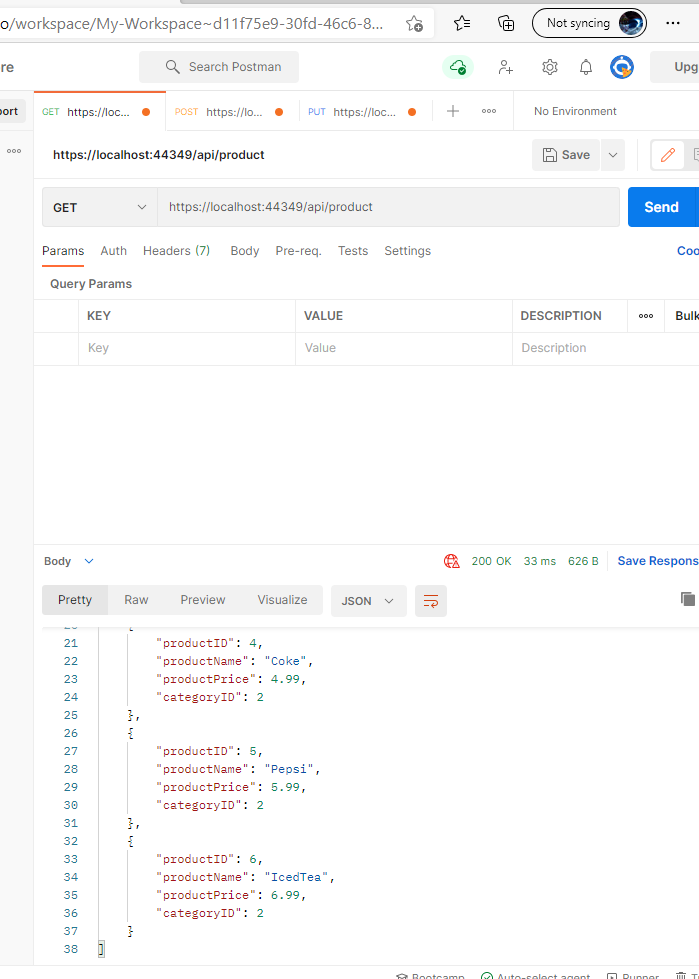 o/workspace/My-Workspace~d11f75e9-30fd-46c6-8...
Not syncing
re
Search Postman
Upg
port
GET https://loc...
POST https://lo...
PUT https://loc...
No Environment
https://localhost:44349/api/product
Save
GET
https://localhost:44349/api/product
Send
Params Auth Headers (7) Body Pre-req. Tests Settings
Coo
Query Params
KEY VALUE DESCRIPTION
Bulk
Key Value Description
Body
200 OK 33 ms 626 B
Save Respons
Pretty Raw Preview Visualize
JSON
21 "productID": 4,
22 "productName": "Coke",
23 "productPrice": 4.99,
24 "categoryID": 2
25 },
26 {
27 "productID": 5,
28 "productName": "Pepsi",
29 "productPrice": 5.99,
30 "categoryID": 2
31 },
32 {
33 "productID": 6,
34 "productName": "IcedTea",
35 "productPrice": 6.99,
36 "categoryID": 2
37 }
38 ]
Bootcamp
Auto-select agent
Runner